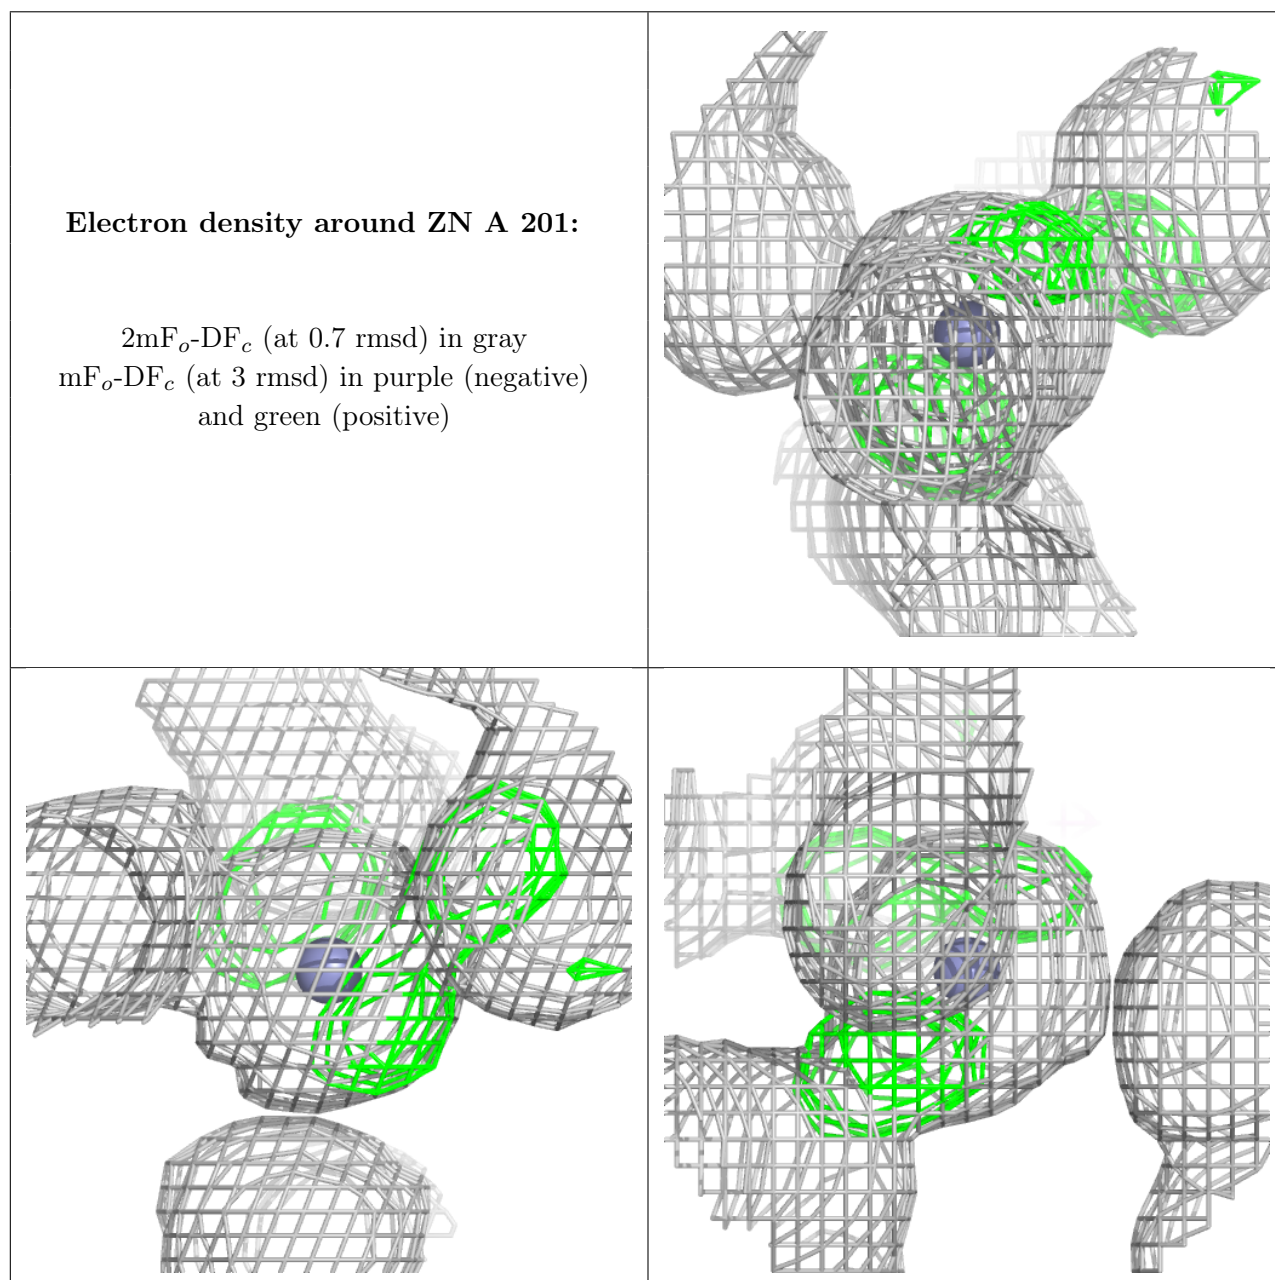 Electron density around ZN A 201:
2mFo-DFc (at 0.7 rmsd) in gray
mFo-DFc (at 3 rmsd) in purple (negative)
and green (positive)